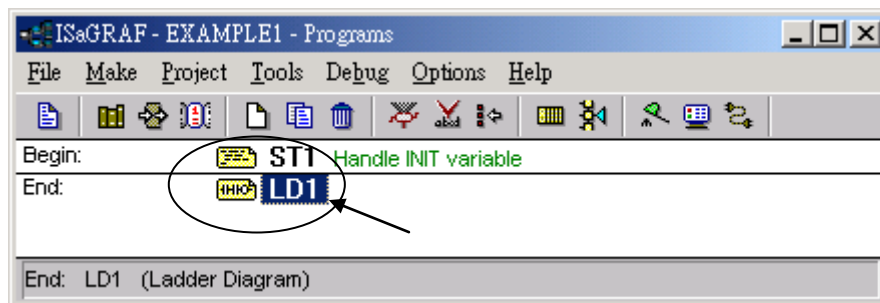 ISaGRAF - EXAMPLE1 - Programs
File Make Project Tools Debug Options Help
Begin: ST1 Handle INIT variable
End: LD1
End: LD1 (Ladder Diagram)